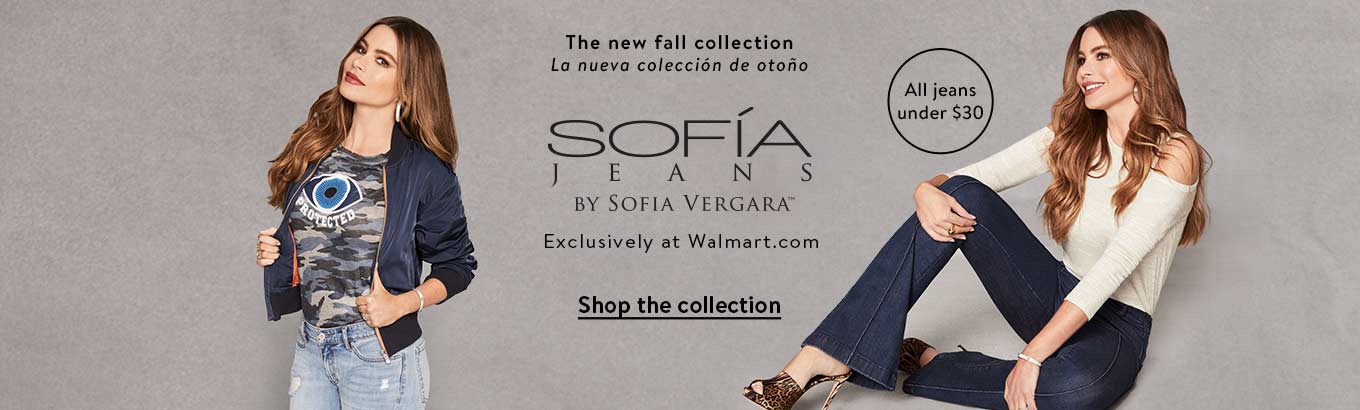 The new fall collection
La nueva colección de otoño
SOFÍA
JEANS
BY SOFIA VERGARA™
Exclusively at Walmart.com
Shop the collection
All jeans
under $30
PROTECTED